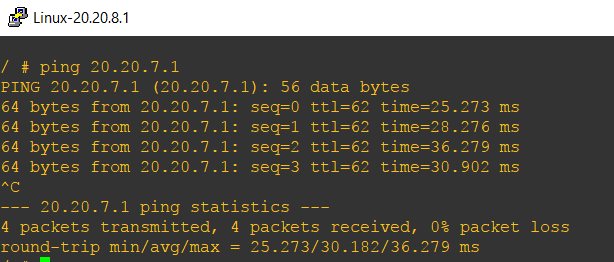 Linux-20.20.8.1
/ # ping 20.20.7.1
PING 20.20.7.1 (20.20.7.1): 56 data bytes
64 bytes from 20.20.7.1: seq=0 ttl=62 time=25.273 ms
64 bytes from 20.20.7.1: seq=1 ttl=62 time=28.276 ms
64 bytes from 20.20.7.1: seq=2 ttl=62 time=36.279 ms
64 bytes from 20.20.7.1: seq=3 ttl=62 time=30.902 ms
^C
--- 20.20.7.1 ping statistics ---
4 packets transmitted, 4 packets received, 0% packet loss
round-trip min/avg/max = 25.273/30.182/36.279 ms